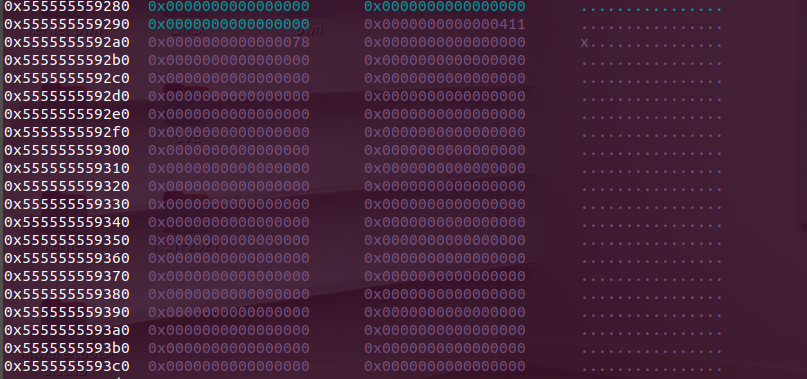 0x555555559280 0x0000000000000000 0x0000000000000000 ................
0x555555559290 0x0000000000000000 0x0000000000000411 ................
0x5555555592a0 0x0000000000000078 0x0000000000000000 x...............
0x5555555592b0 0x0000000000000000 0x0000000000000000 ................
0x5555555592c0 0x0000000000000000 0x0000000000000000 ................
0x5555555592d0 0x0000000000000000 0x0000000000000000 ................
0x5555555592e0 0x0000000000000000 0x0000000000000000 ................
0x5555555592f0 0x0000000000000000 0x0000000000000000 ................
0x555555559300 0x0000000000000000 0x0000000000000000 ................
0x555555559310 0x0000000000000000 0x0000000000000000 ................
0x555555559320 0x0000000000000000 0x0000000000000000 ................
0x555555559330 0x0000000000000000 0x0000000000000000 ................
0x555555559340 0x0000000000000000 0x0000000000000000 ................
0x555555559350 0x0000000000000000 0x0000000000000000 ................
0x555555559360 0x0000000000000000 0x0000000000000000 ................
0x555555559370 0x0000000000000000 0x0000000000000000 ................
0x555555559380 0x0000000000000000 0x0000000000000000 ................
0x555555559390 0x0000000000000000 0x0000000000000000 ................
0x5555555593a0 0x0000000000000000 0x0000000000000000 ................
0x5555555593b0 0x0000000000000000 0x0000000000000000 ................
0x5555555593c0 0x0000000000000000 0x0000000000000000 ................